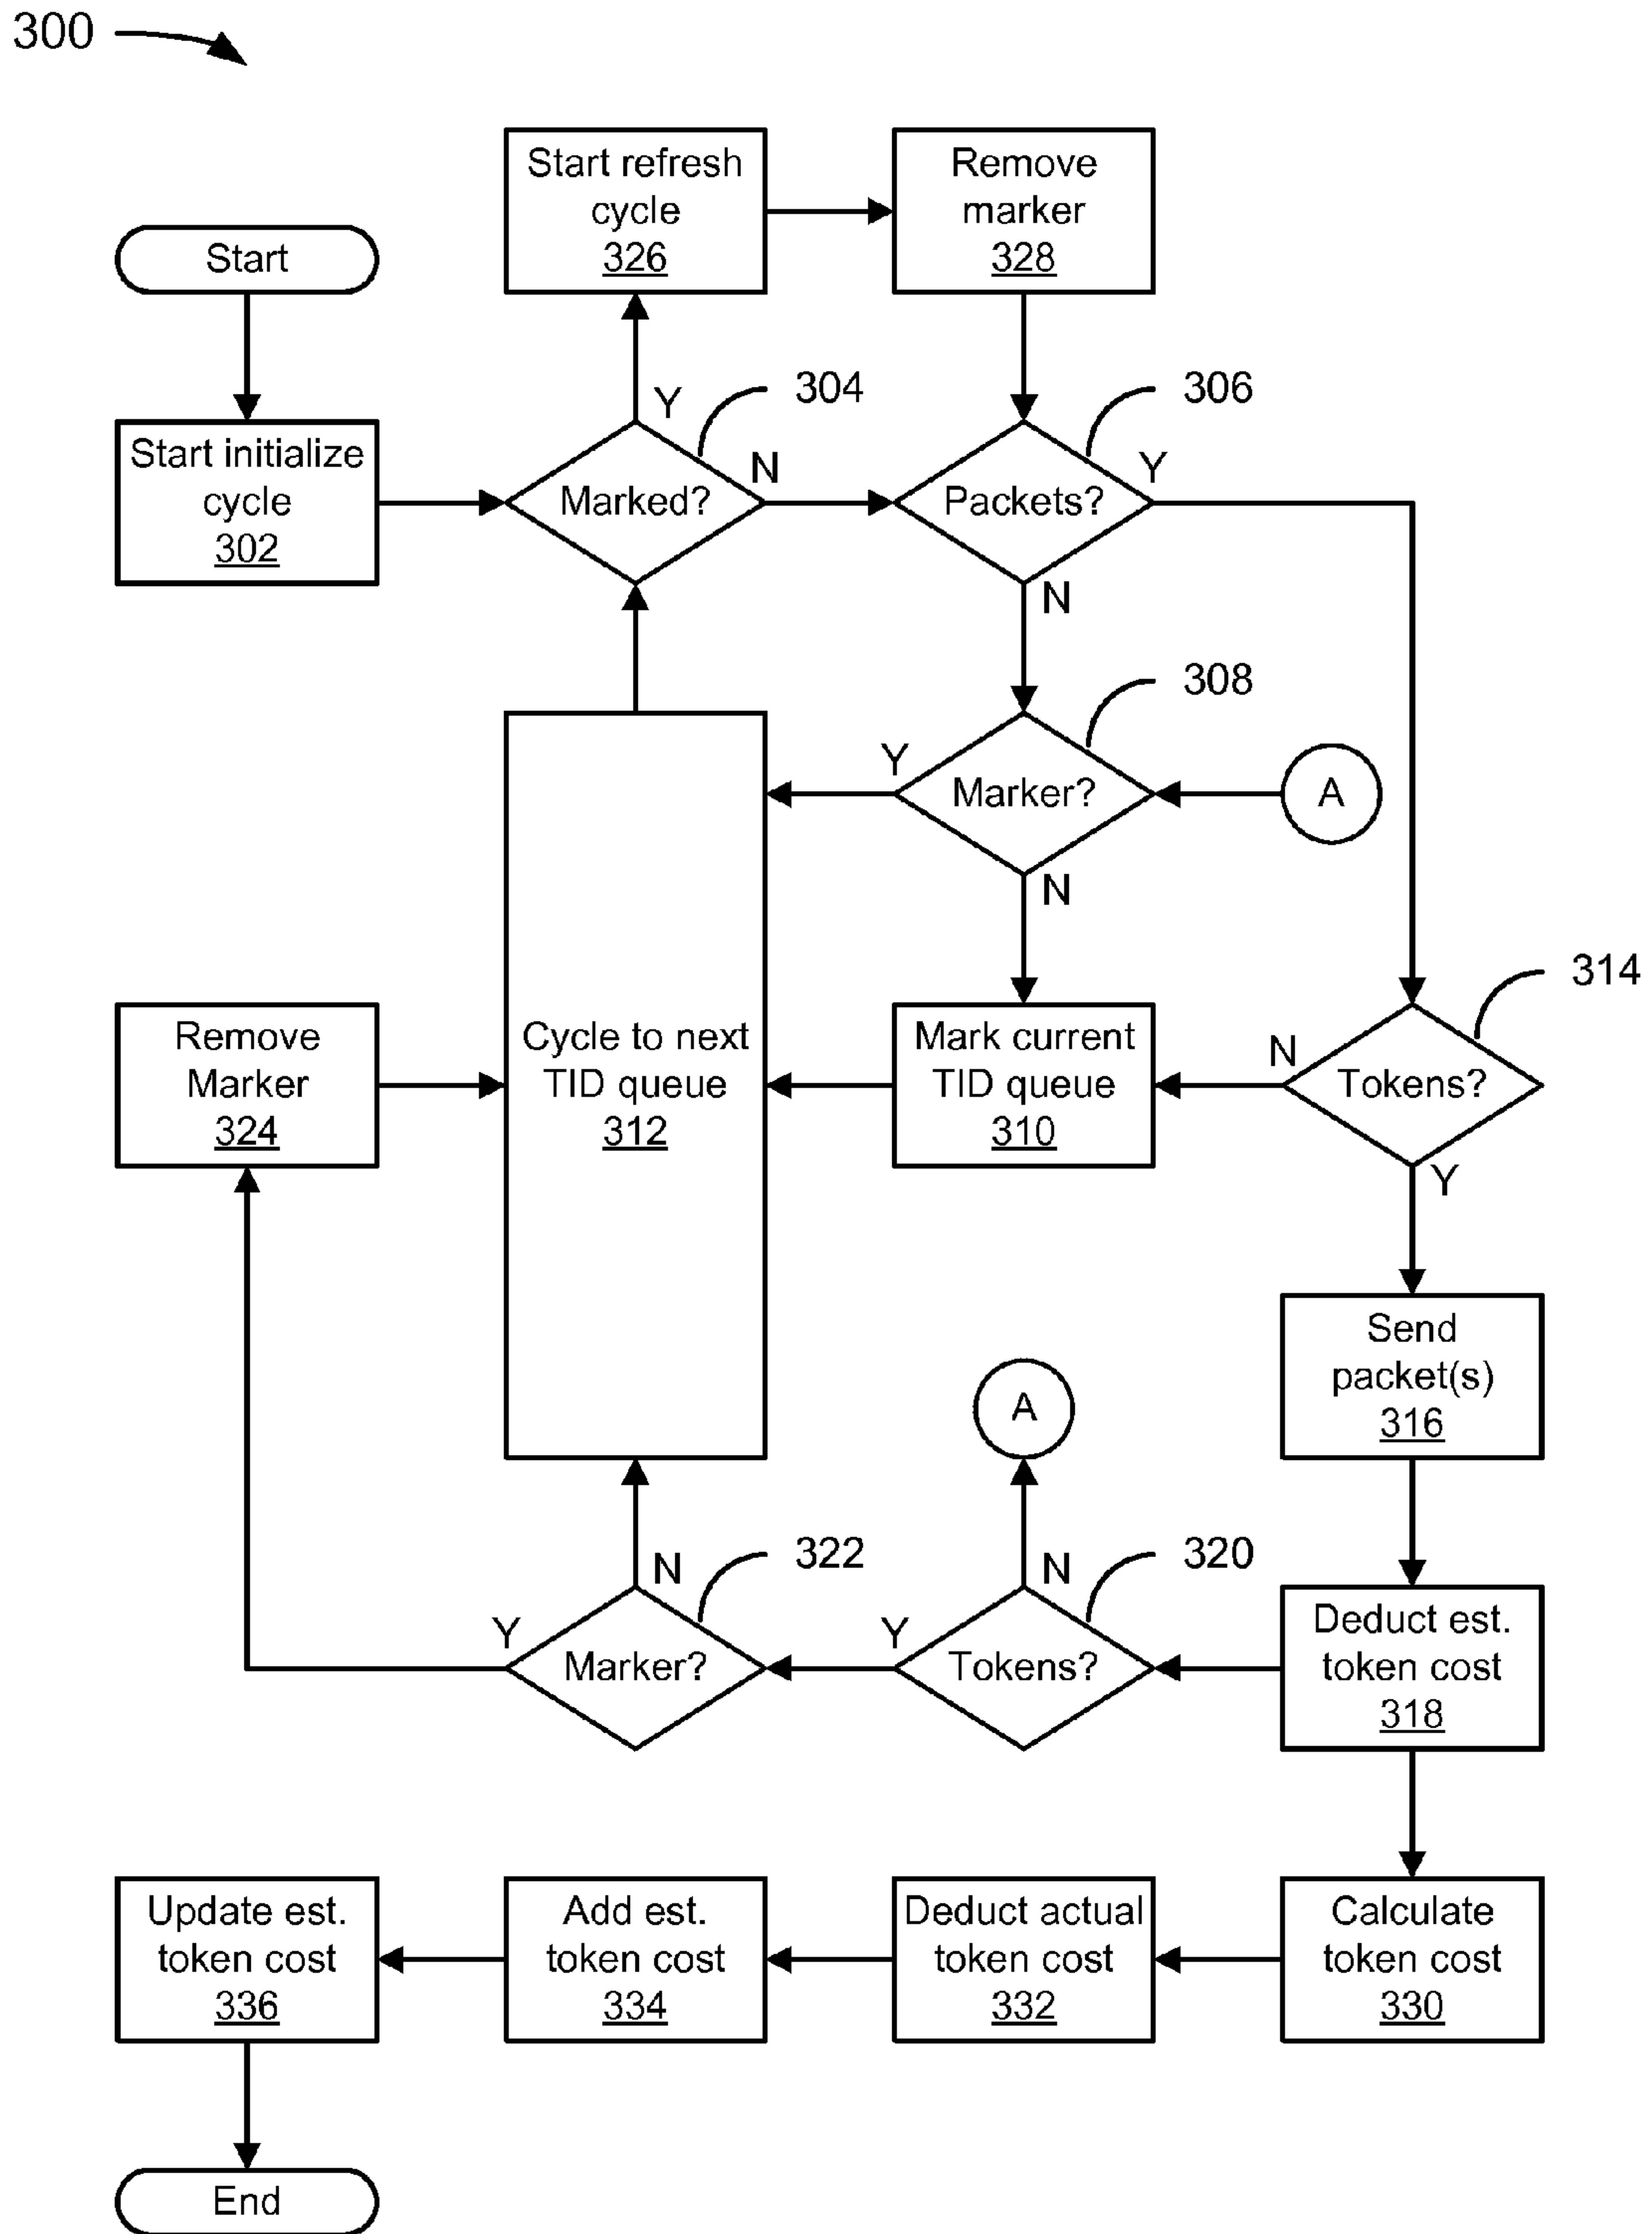 300
Start refresh
cycle
326
Remove
marker
328
Start
304
306
Y
Start initialize
cycle
302
Marked?
N
Packets?
Y
N
308
Y
Marker?
A
N
314
Remove
Marker
324
Cycle to next
TID queue
312
Mark current
TID queue
310
N
Tokens?
Y
Send
packet(s)
316
A
322
320
N
N
Y
Marker?
Y
Tokens?
Deduct est.
token cost
318
Update est.
token cost
336
Add est.
token cost
334
Deduct actual
token cost
332
Calculate
token cost
330
End